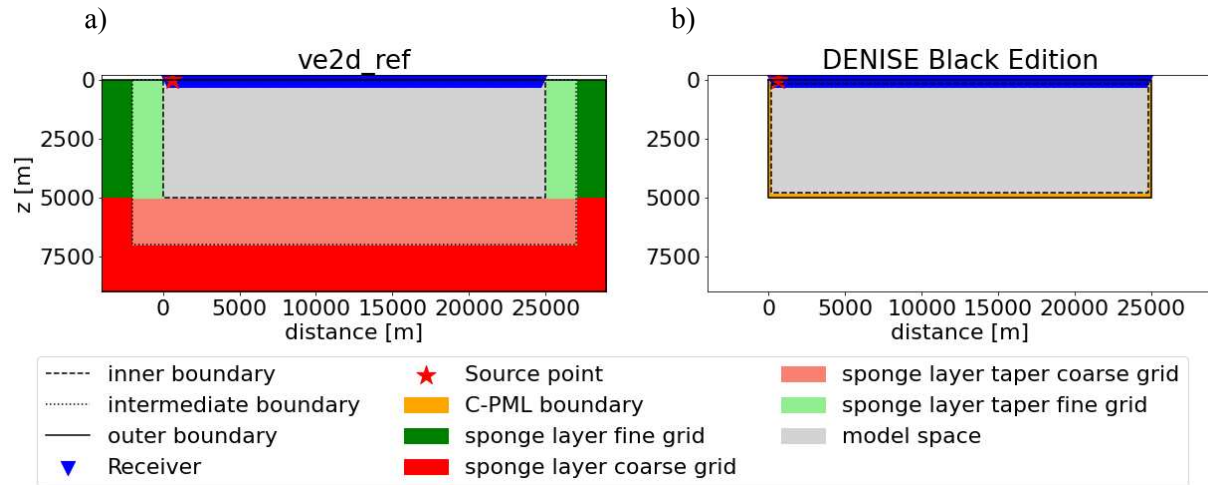 a)
b)
ve2d_ref
DENISE Black Edition
0
2500
5000
7500
z [m]
0 5000 10000 15000 20000 25000
distance [m]
0
2500
5000
7500
0 5000 10000 15000 20000 25000
distance [m]
inner boundary
intermediate boundary
outer boundary
Receiver
Source point
C-PML boundary
sponge layer fine grid
sponge layer coarse grid
sponge layer taper coarse grid
sponge layer taper fine grid
model space